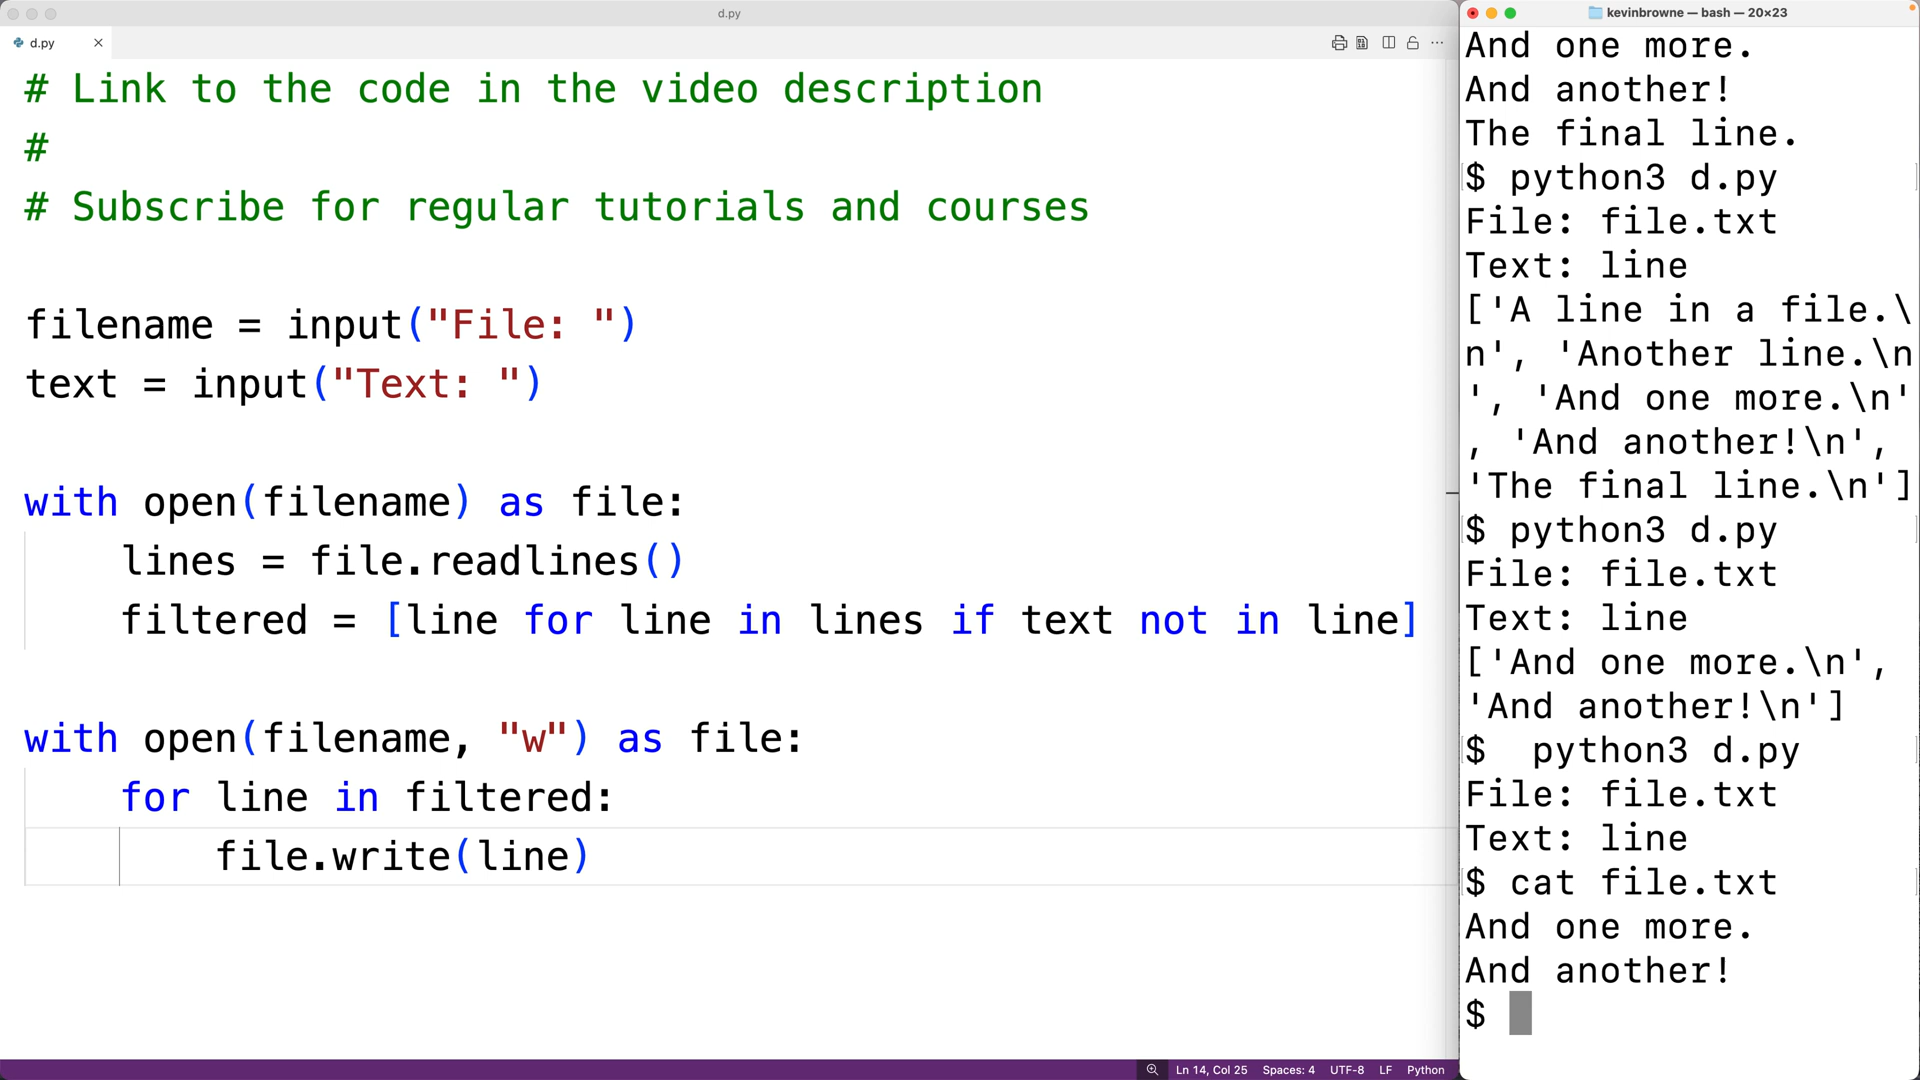 d.py
d.py
# Link to the code in the video description
#
# Subscribe for regular tutorials and courses
filename = input("File: ")
text = input("Text: ")
with open(filename) as file:
lines = file.readlines()
filtered = [line for line in lines if text not in line]
with open(filename, "w") as file:
for line in filtered:
file.write(line)
Ln 14, Col 25 Spaces: 4 UTF-8 LF Python
kevinbrowne — bash — 20×23
And one more.
And another!
The final line.
$ python3 d.py
File: file.txt
Text: line
['A line in a file.\
n', 'Another line.\n
', 'And one more.\n'
, 'And another!\n',
'The final line.\n']
$ python3 d.py
File: file.txt
Text: line
['And one more.\n',
'And another!\n']
$  python3 d.py
File: file.txt
Text: line
$ cat file.txt
And one more.
And another!
$